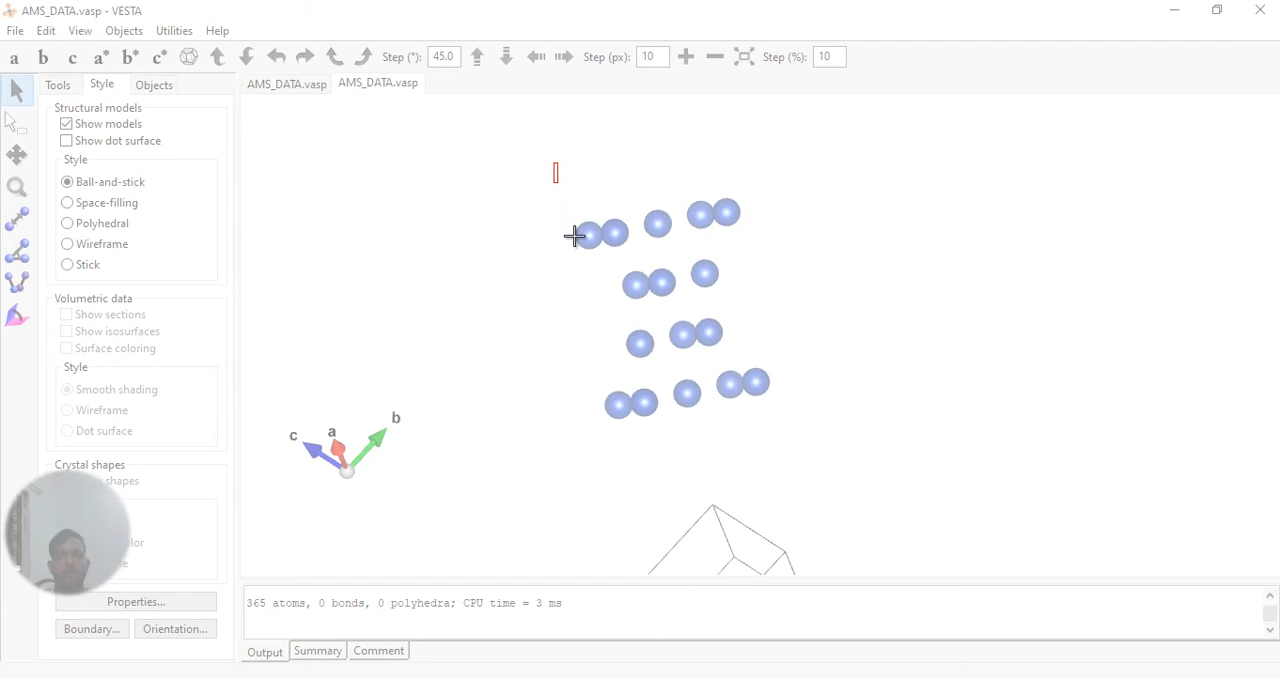 AMS_DATA.vasp - VESTA
File Edit View Objects Utilities Help
a b c a* b* c* Step (°): 45.0 Step (px): 10 Step (%): 10
Tools Style Objects
AMS_DATA.vasp AMS_DATA.vasp
Structural models
Show models
Show dot surface
Style
Ball-and-stick
Space-filling
Polyhedral
Wireframe
Stick
Volumetric data
Show sections
Show isosurfaces
Surface coloring
Style
Smooth shading
Wireframe
Dot surface
Crystal shapes
shapes
Properties...
Boundary... Orientation...
c a b
365 atoms, 0 bonds, 0 polyhedra; CPU time = 3 ms
Output Summary Comment